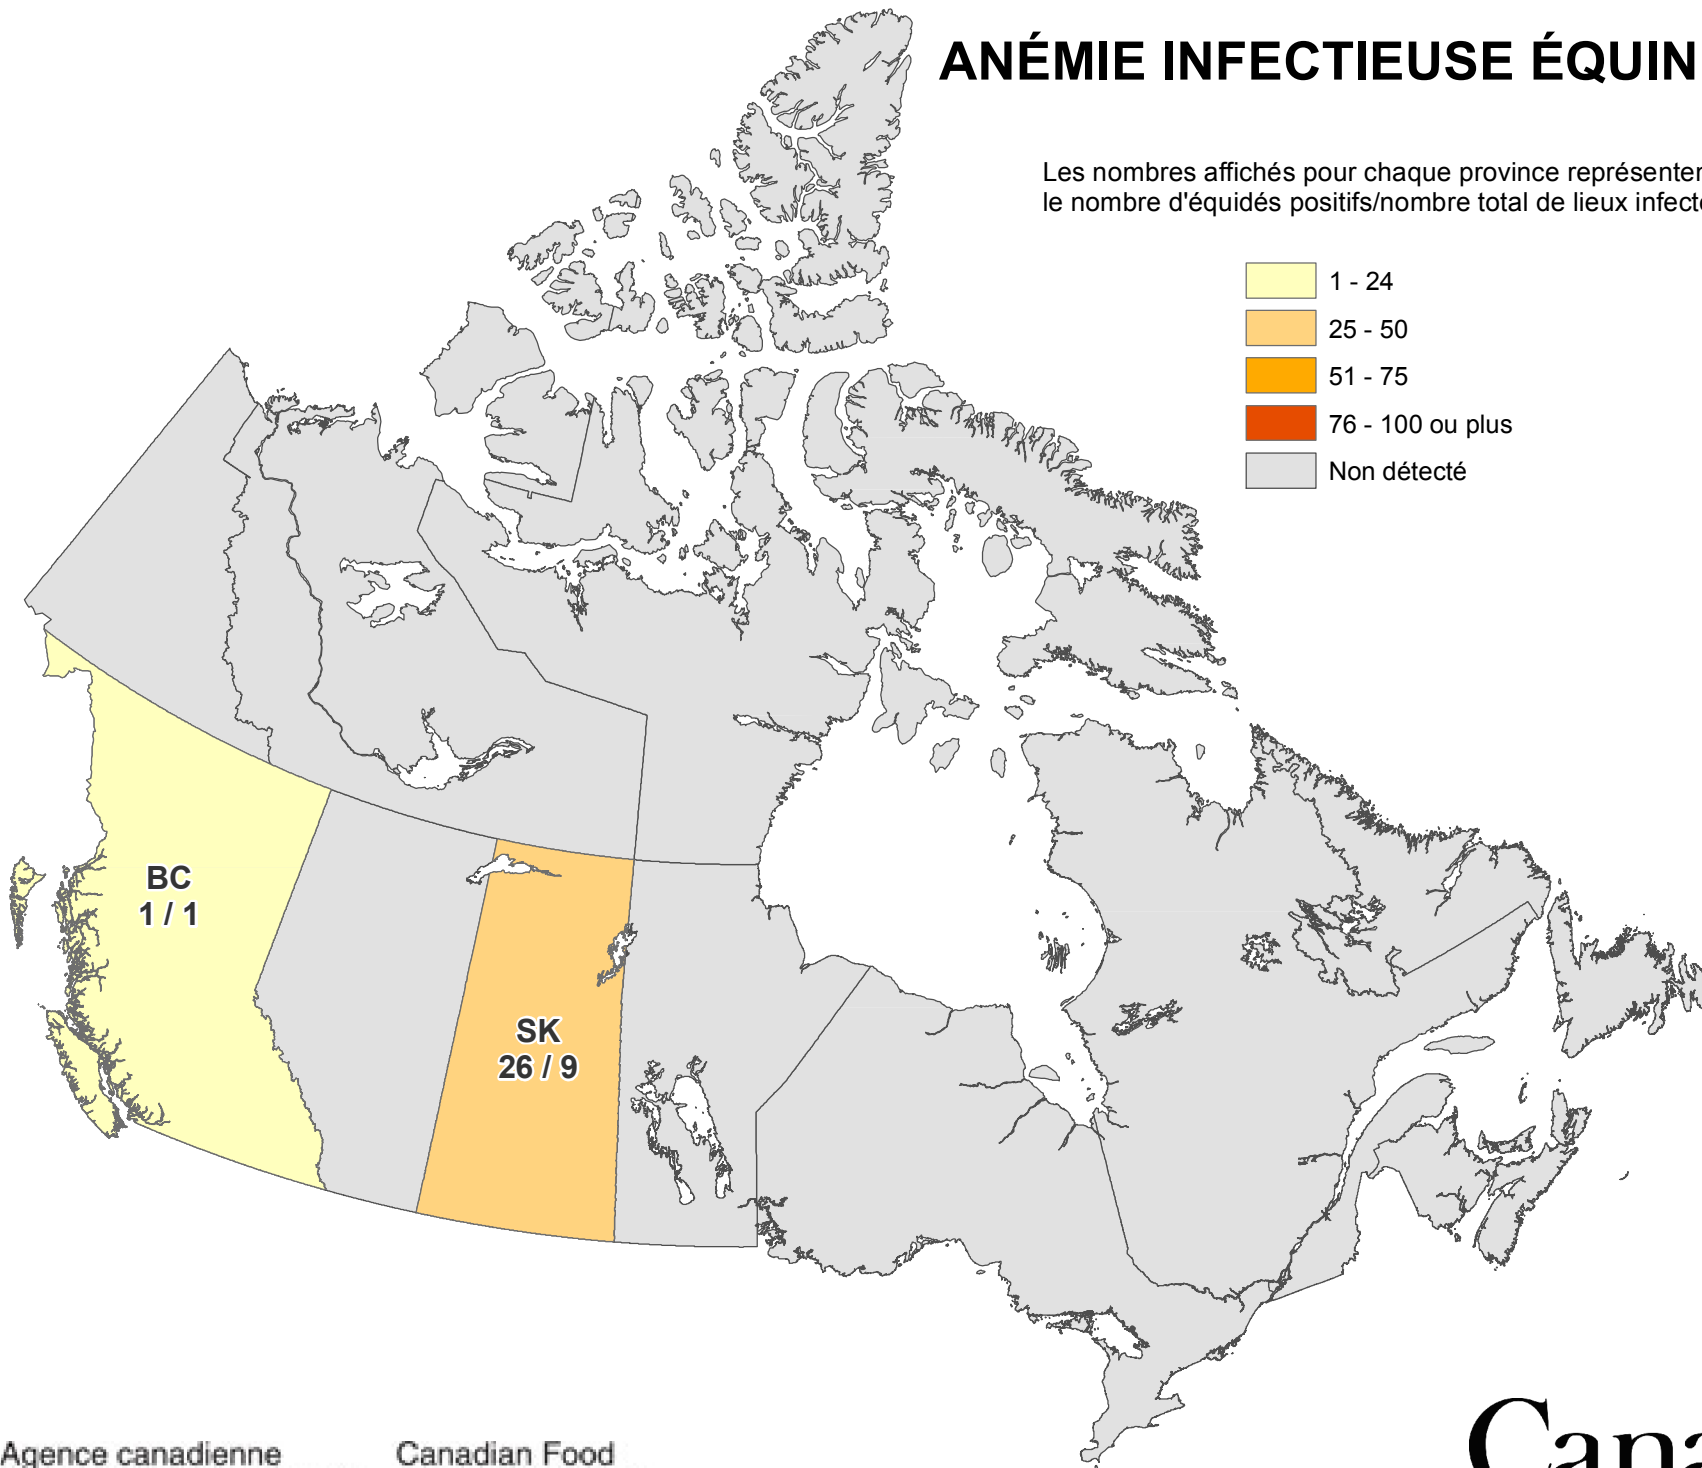 ANÉMIE INFECTIEUSE ÉQUIN
Les nombres affichés pour chaque province représenter
le nombre d'équidés positifs/nombre total de lieux infecté
1 - 24
25 - 50
51 - 75
76 - 100 ou plus
Non détecté
BC
1 / 1
SK
26 / 9
Agence canadienne
Canadian Food
Cana